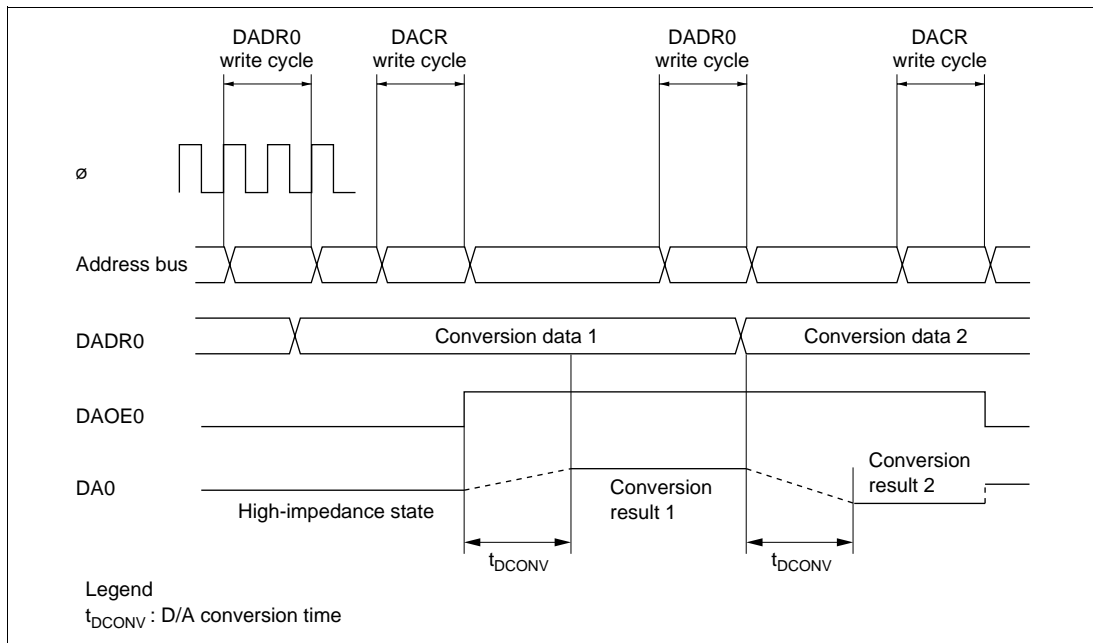 DADR0
write cycle
DACR
write cycle
DADR0
write cycle
DACR
write cycle
ø
Address bus
DADR0
Conversion data 1
Conversion data 2
DAOE0
DA0
High-impedance state
Conversion
result 1
Conversion
result 2
tDCONV
tDCONV
Legend
tDCONV : D/A conversion time